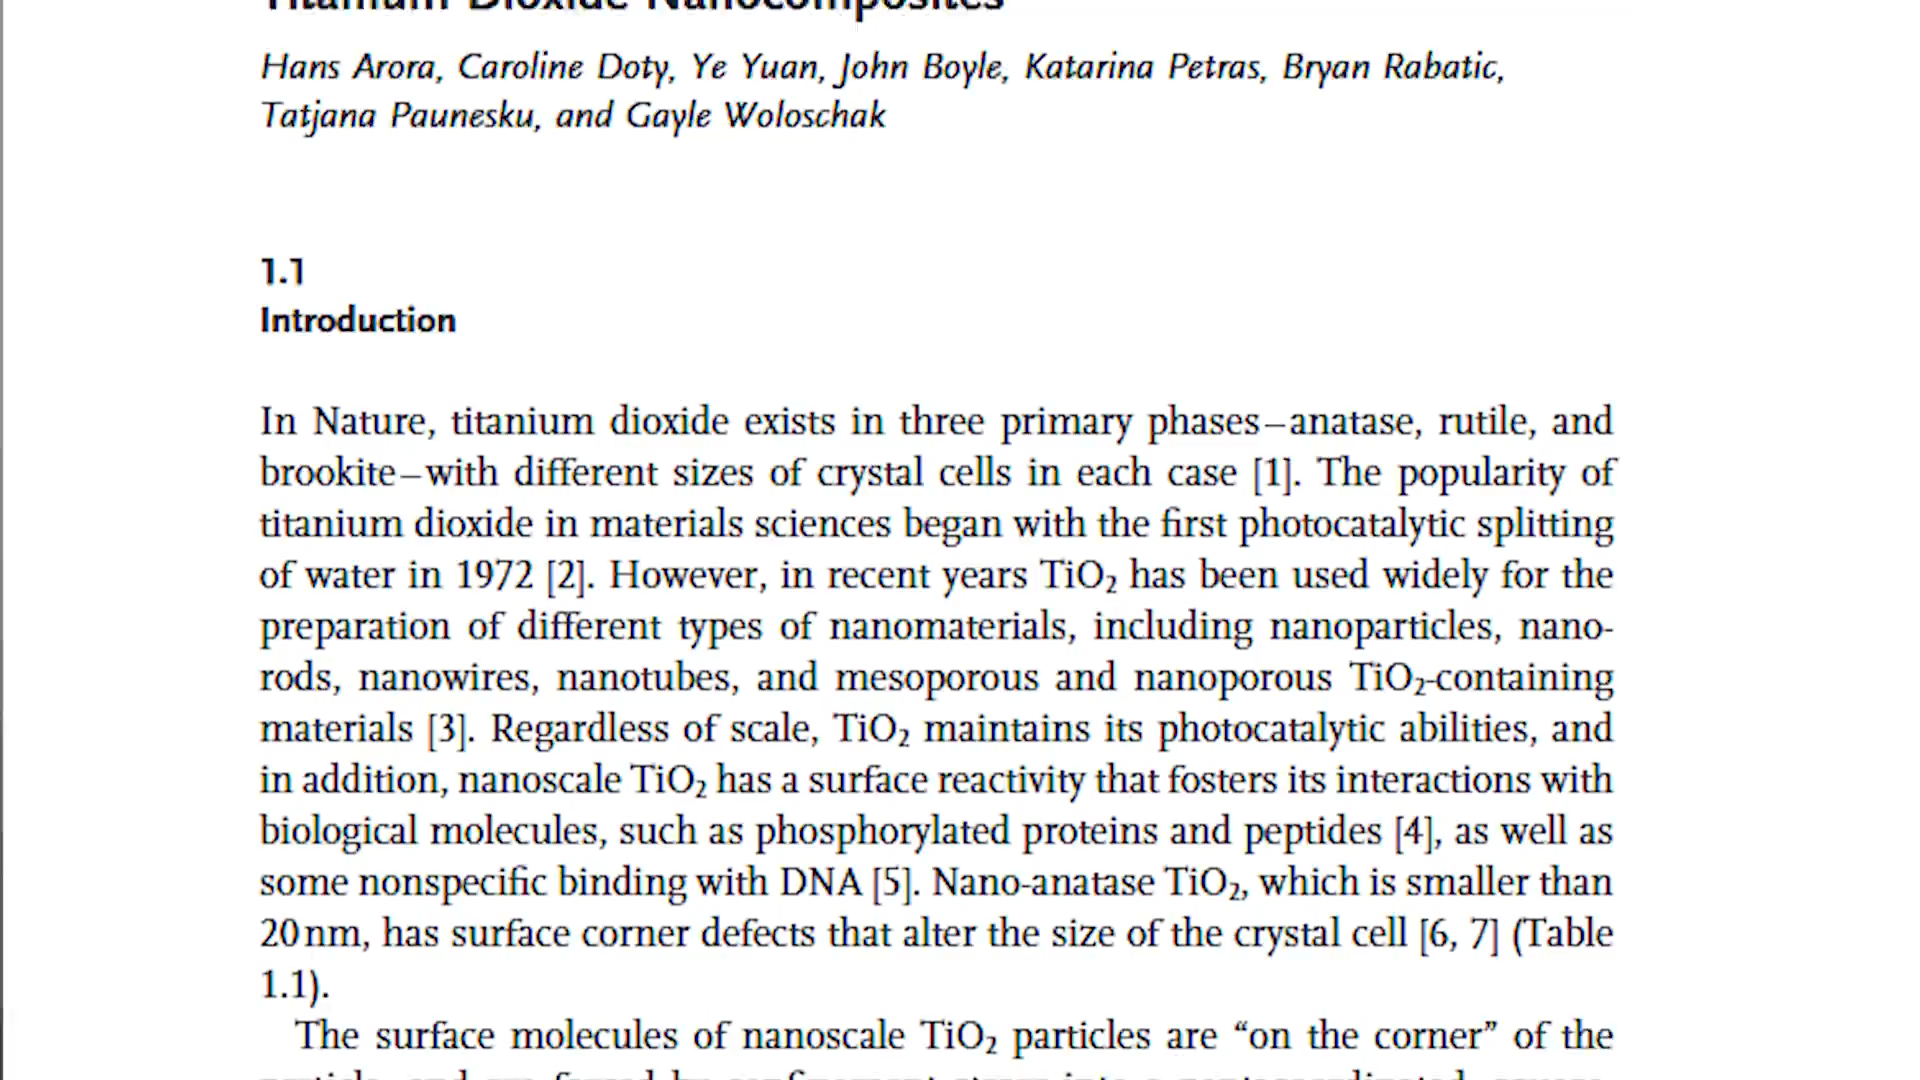 Titanium Dioxide Nanocomposites
Hans Arora, Caroline Doty, Ye Yuan, John Boyle, Katarina Petras, Bryan Rabatic,
Tatjana Paunesku, and Gayle Woloschak
1.1
Introduction
In Nature, titanium dioxide exists in three primary phases–anatase, rutile, and
brookite–with different sizes of crystal cells in each case [1]. The popularity of
titanium dioxide in materials sciences began with the first photocatalytic splitting
of water in 1972 [2]. However, in recent years TiO₂ has been used widely for the
preparation of different types of nanomaterials, including nanoparticles, nano-
rods, nanowires, nanotubes, and mesoporous and nanoporous TiO₂-containing
materials [3]. Regardless of scale, TiO₂ maintains its photocatalytic abilities, and
in addition, nanoscale TiO₂ has a surface reactivity that fosters its interactions with
biological molecules, such as phosphorylated proteins and peptides [4], as well as
some nonspecific binding with DNA [5]. Nano-anatase TiO₂, which is smaller than
20 nm, has surface corner defects that alter the size of the crystal cell [6, 7] (Table
1.1).
The surface molecules of nanoscale TiO₂ particles are “on the corner” of the